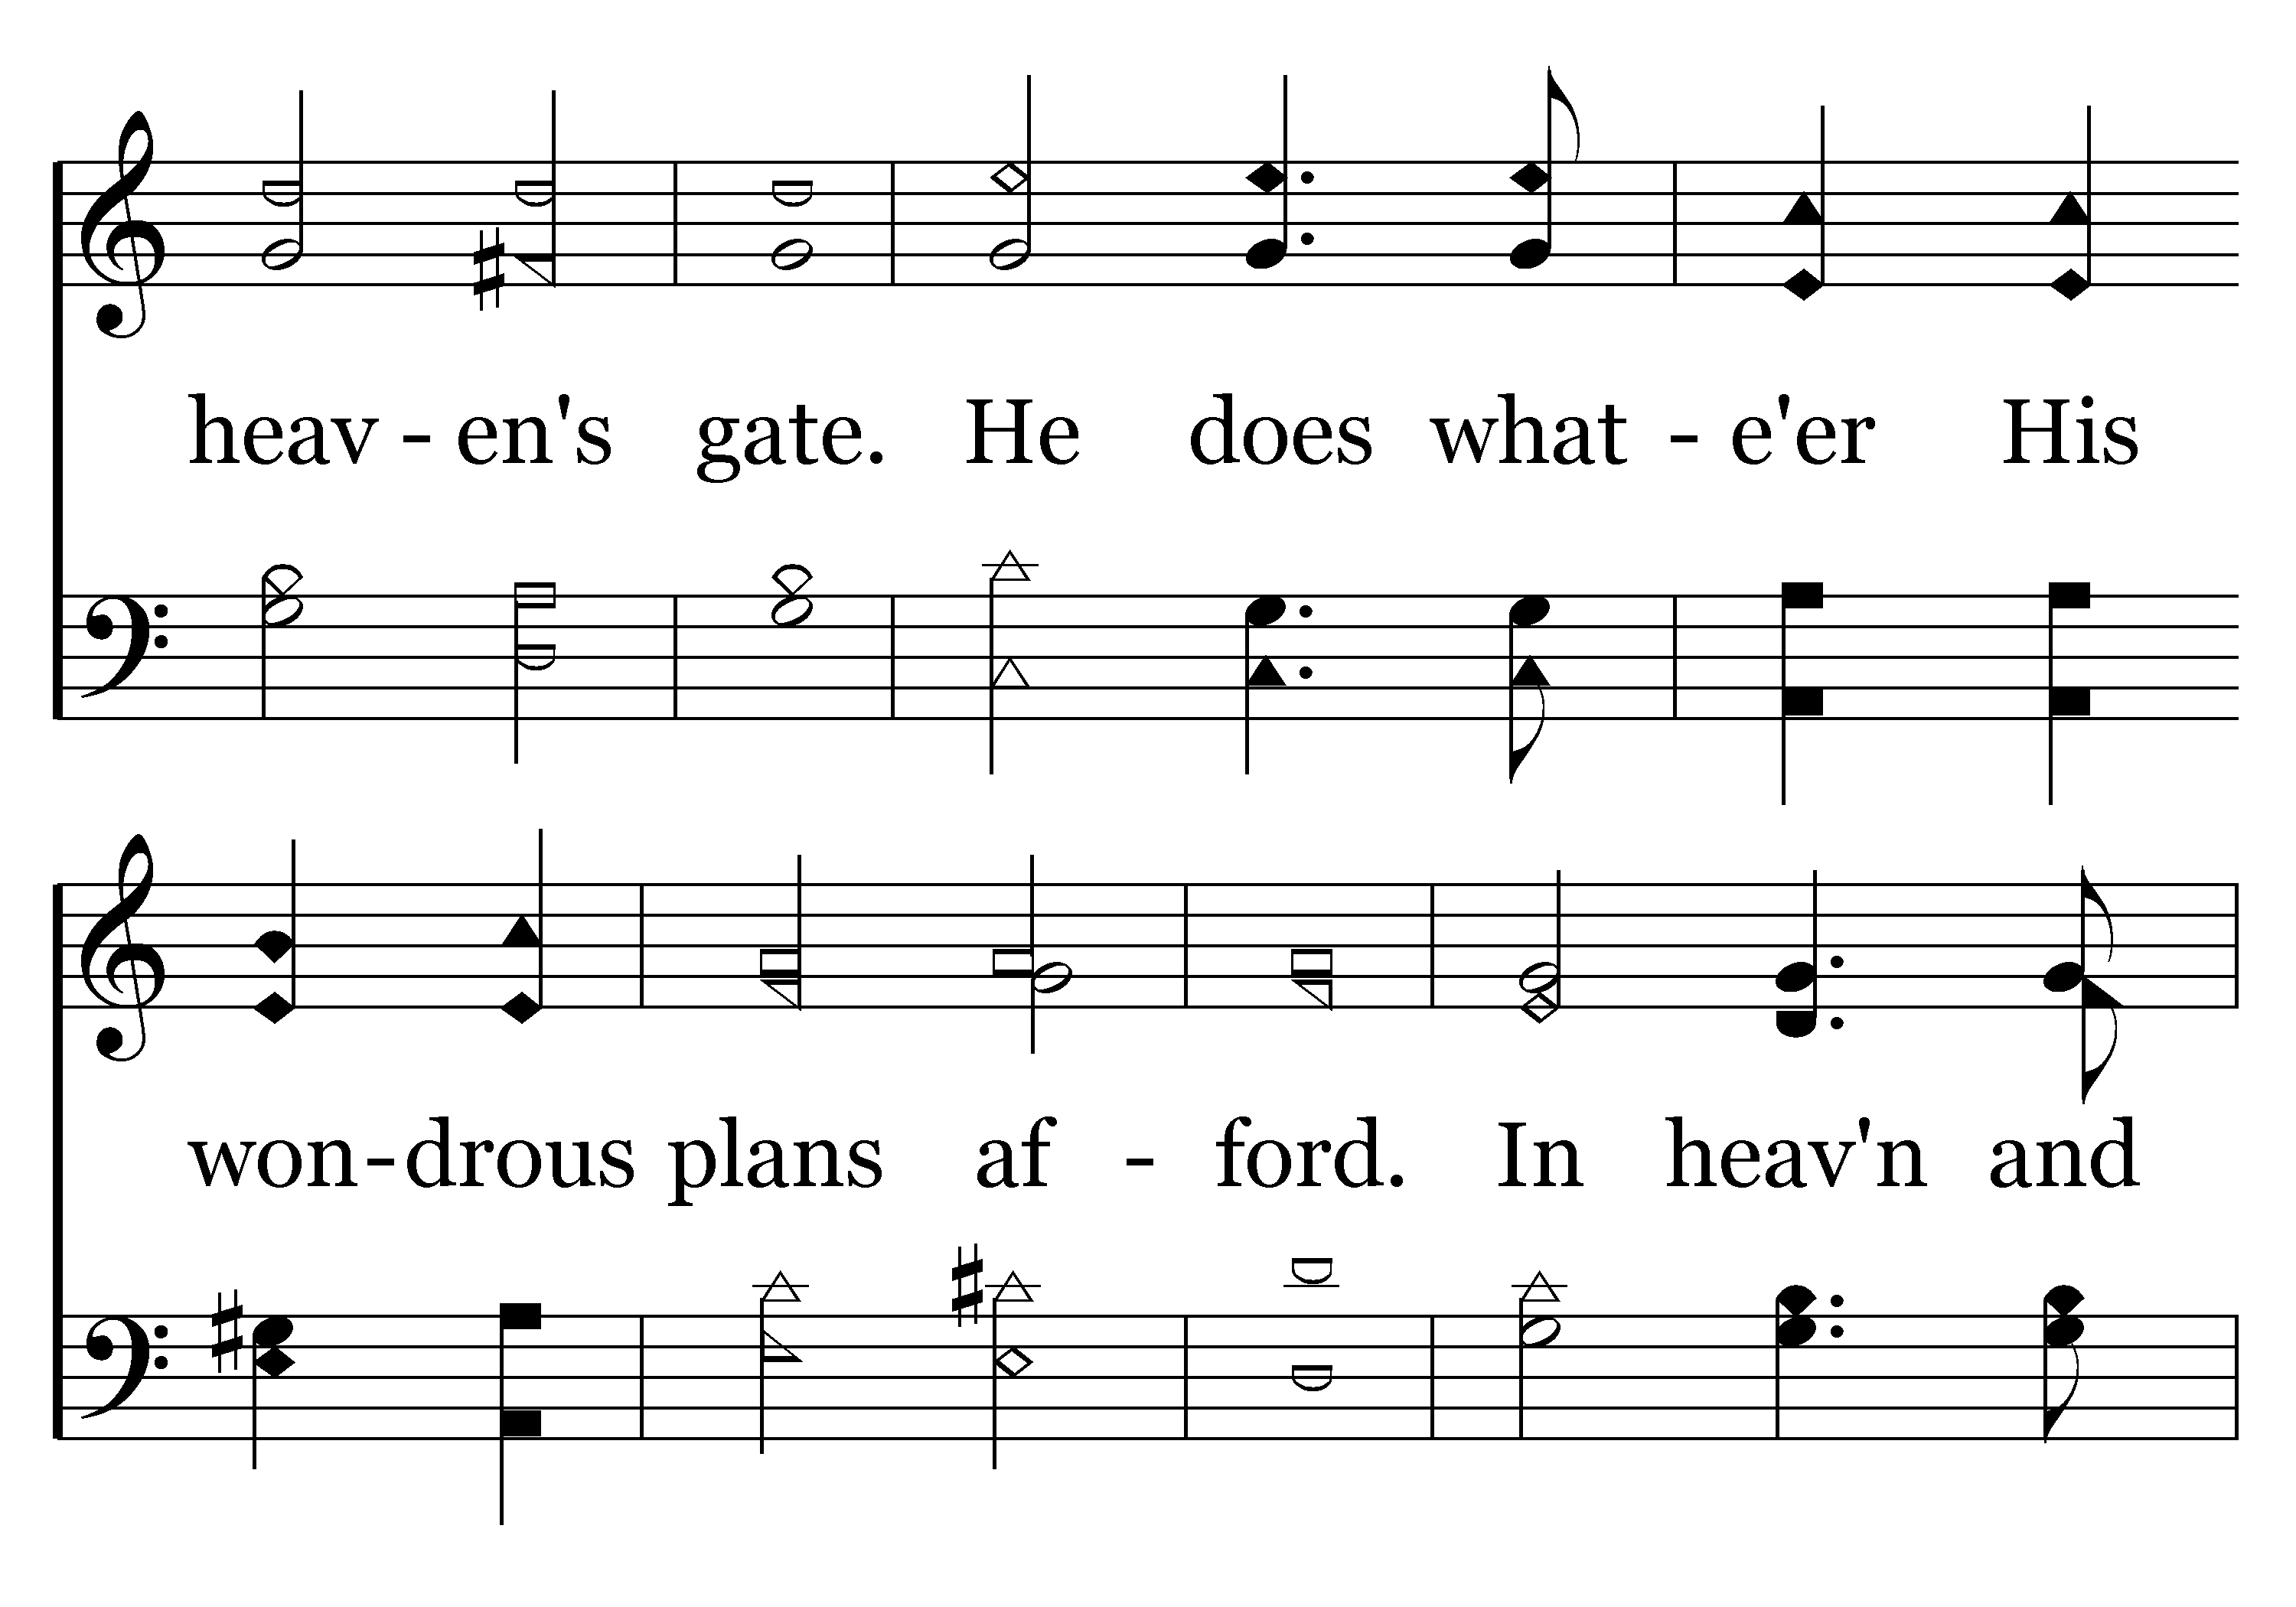 heav - en's gate. He does what - e'er His
won - drous plans af - ford. In heav'n and